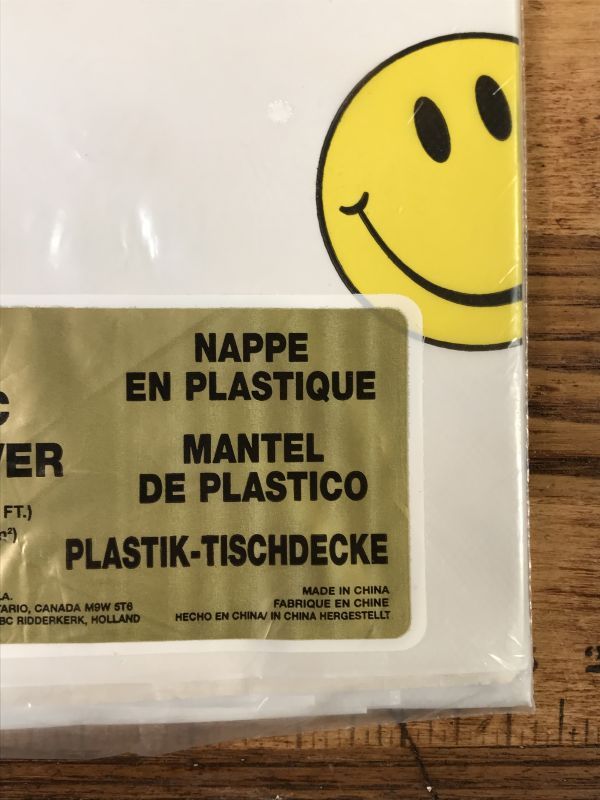 NAPPE
EN PLASTIQUE
MANTEL
DE PLASTICO
PLASTIK-TISCHDECKE
C
VER
FT.)
m²)
.A.
TARIO, CANADA M9W 5T6
BC RIDDERKERK, HOLLAND
MADE IN CHINA
FABRIQUE EN CHINE
HECHO EN CHINA/ IN CHINA HERGESTELLT